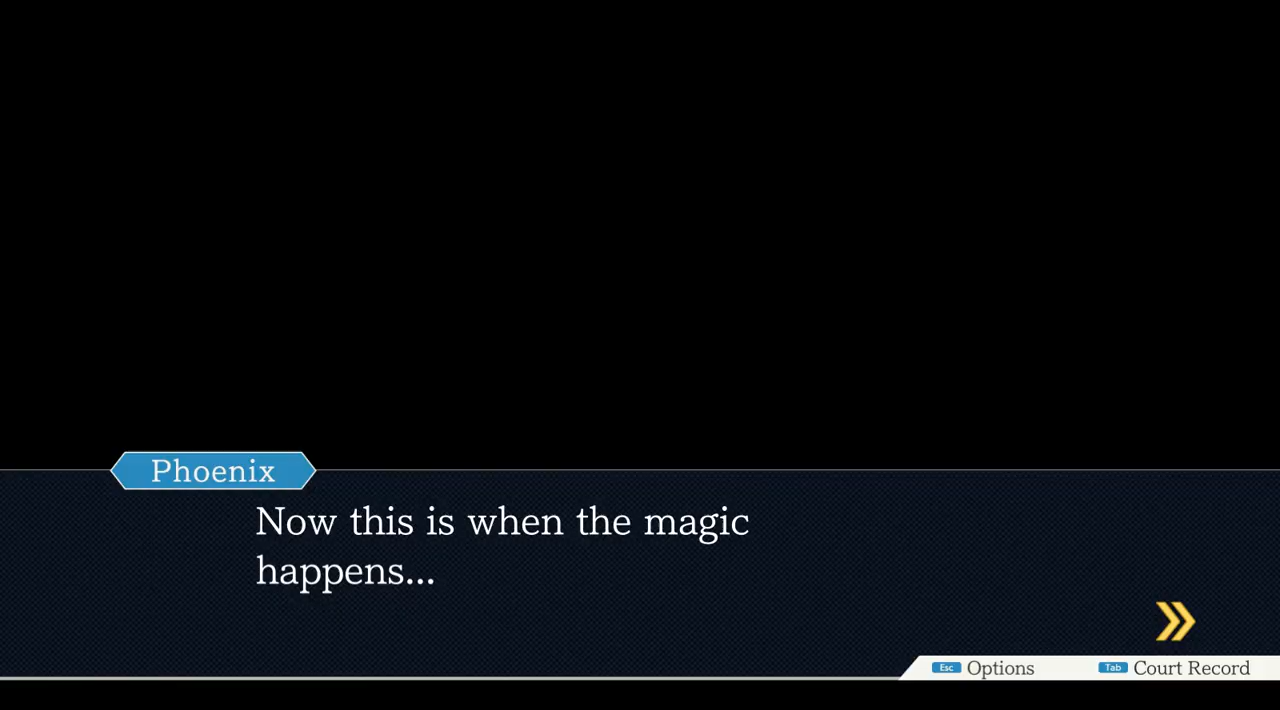 Phoenix
Now this is when the magic
happens...
Esc Options Tab Court Record